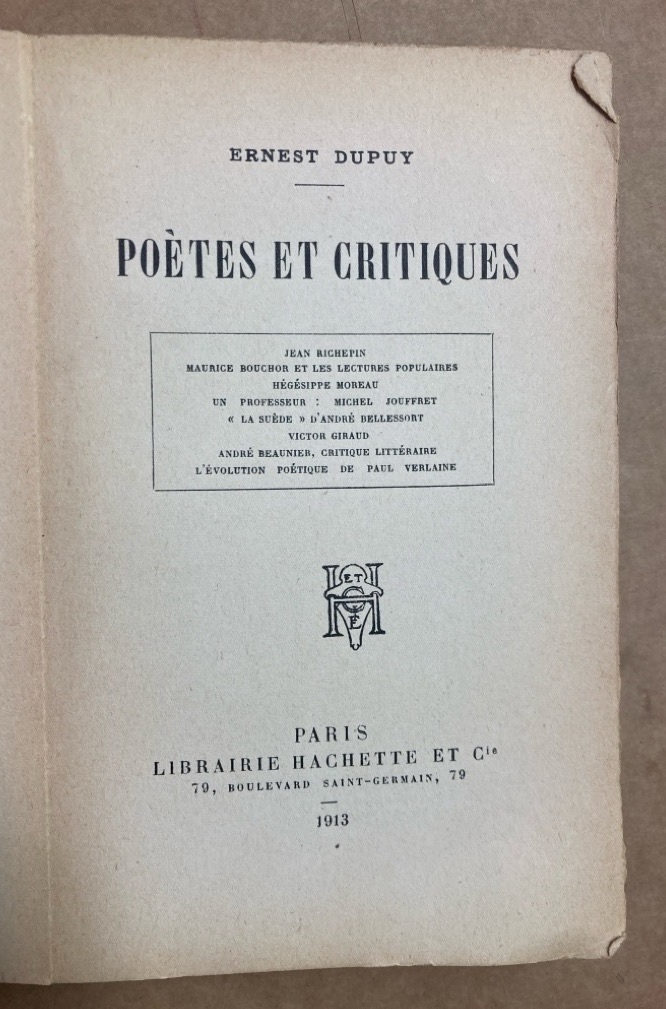 ERNEST DUPUY
POÈTES ET CRITIQUES
JEAN RICHEPIN
MAURICE BOUCHOR ET LES LECTURES POPULAIRES
HÉGÉSIPPE MOREAU
UN PROFESSEUR : MICHEL JOUFFRET
« LA SUÈDE » D'ANDRÉ BELLESSORT
VICTOR GIRAUD
ANDRÉ BEAUNIER, CRITIQUE LITTÉRAIRE
L'ÉVOLUTION POÉTIQUE DE PAUL VERLAINE
PARIS
LIBRAIRIE HACHETTE ET Cie
79, BOULEVARD SAINT-GERMAIN, 79
1913